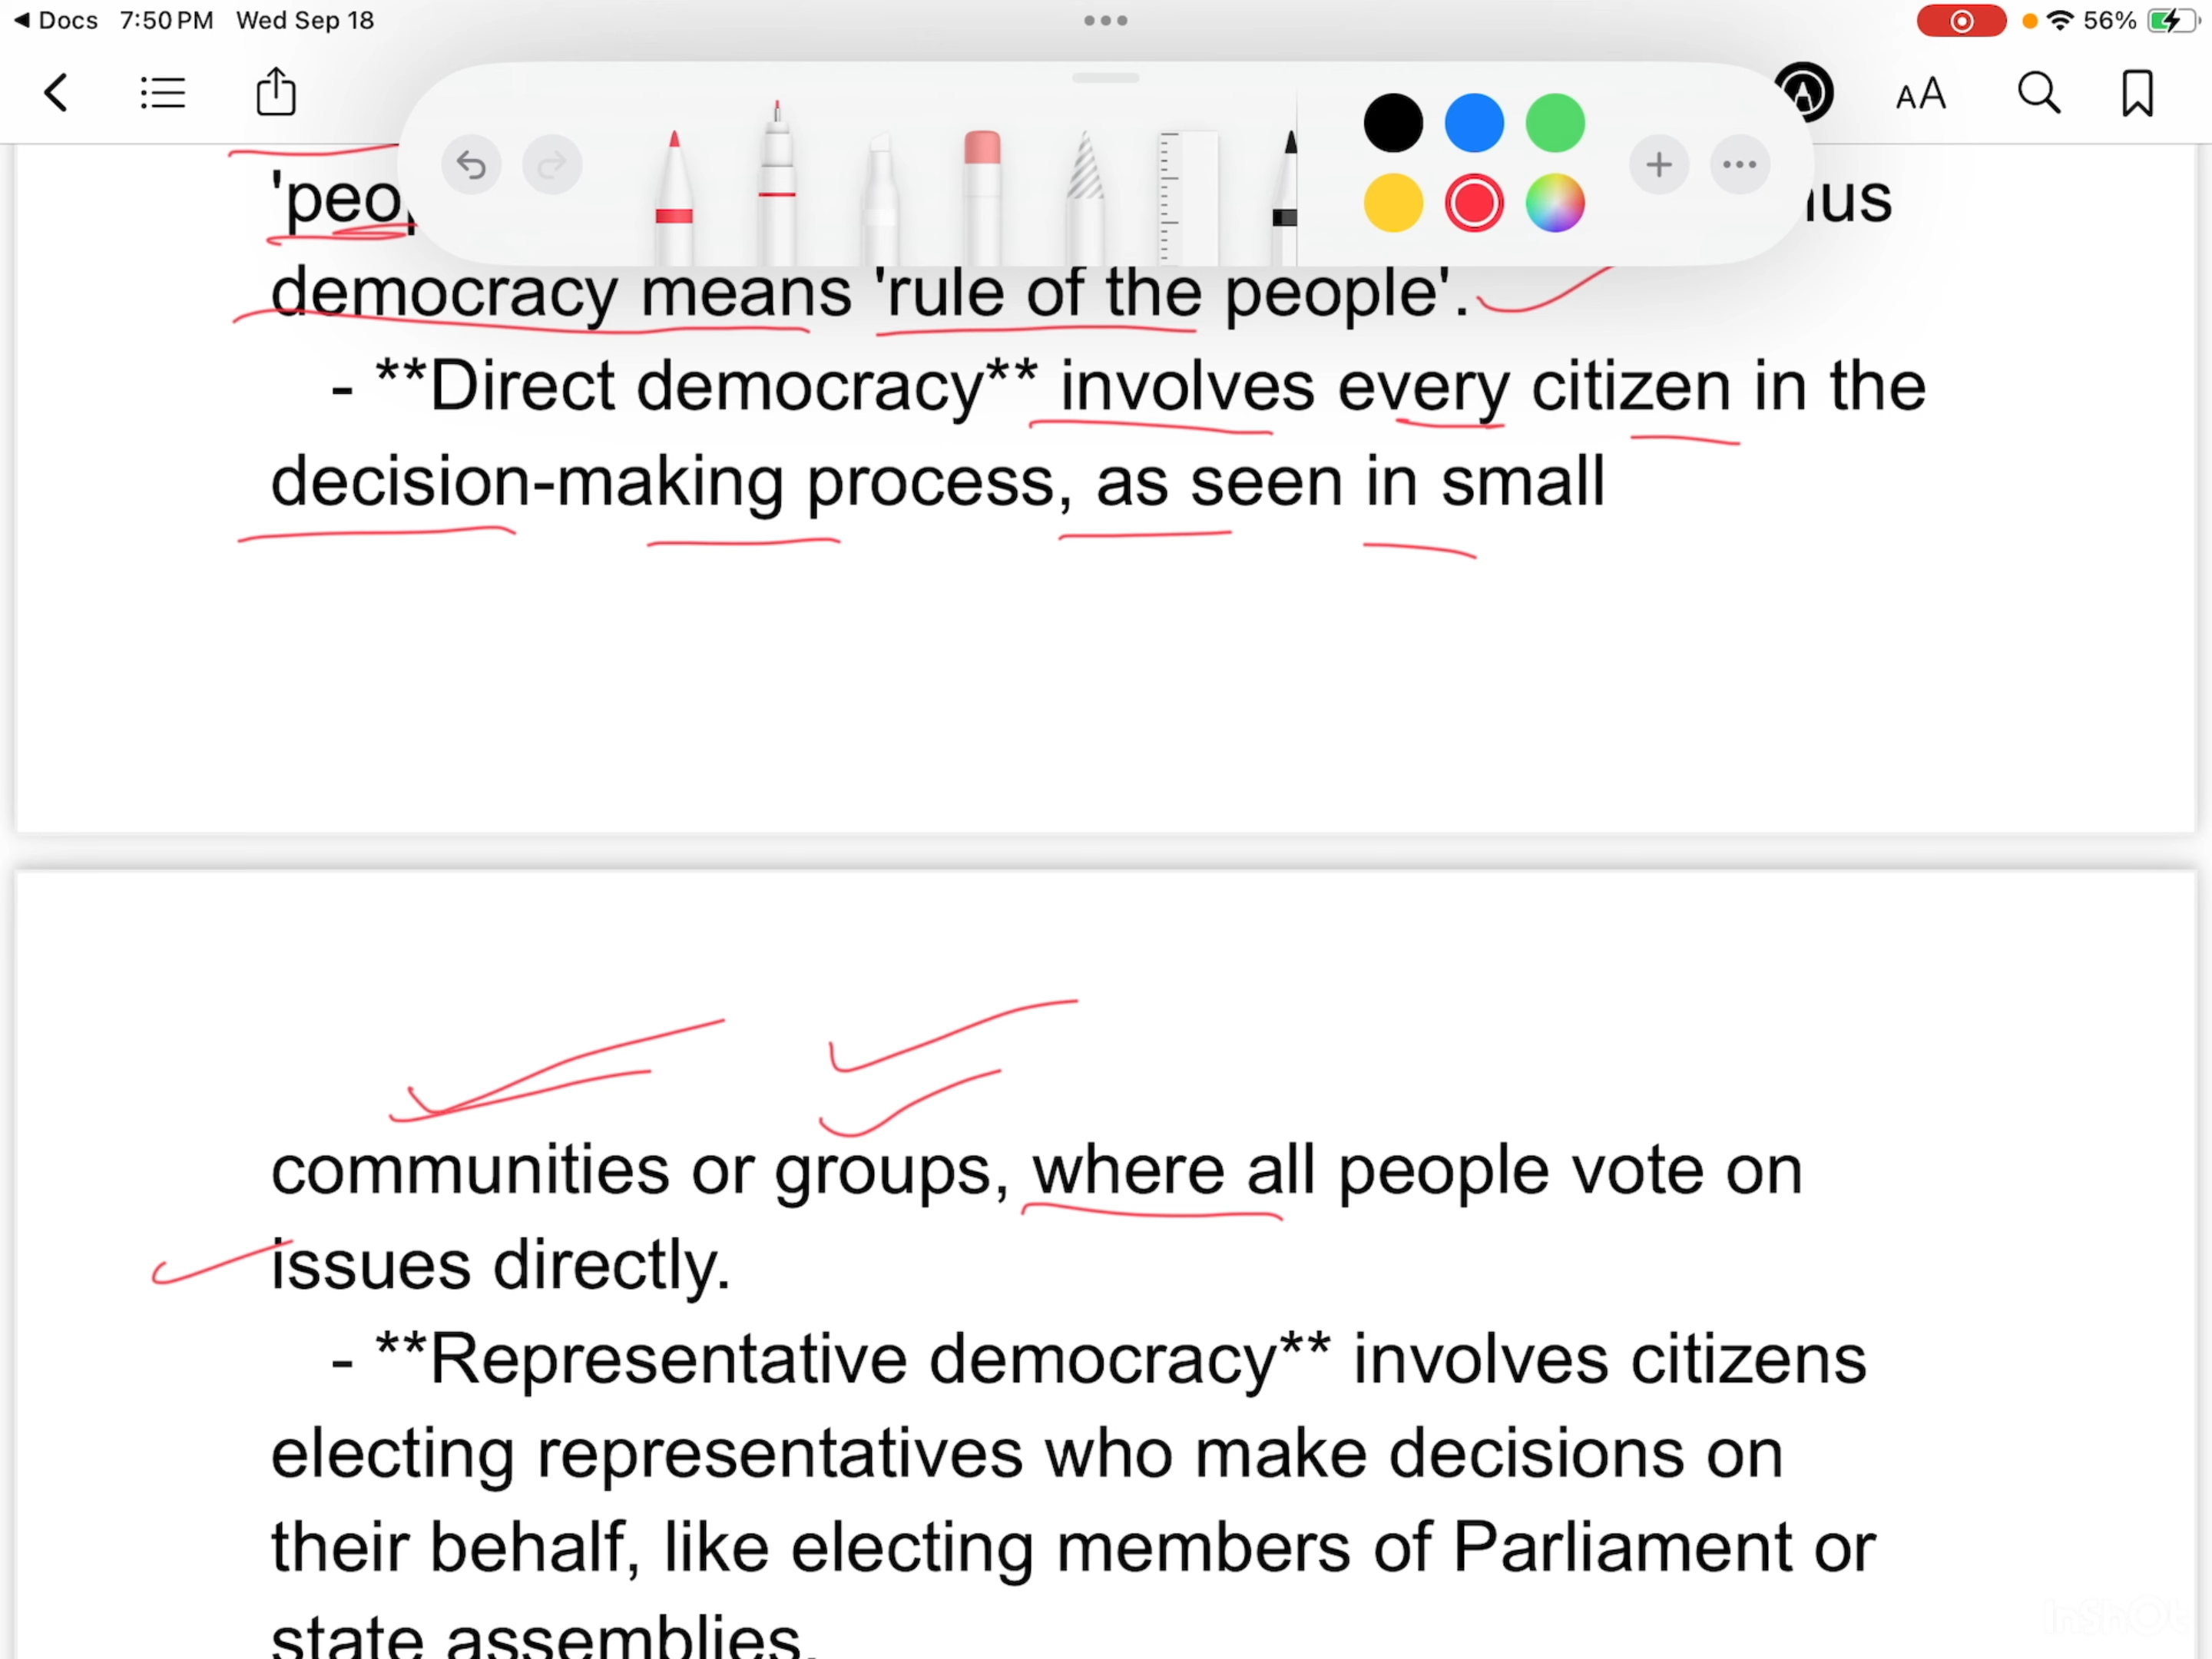 Docs 7:50 PM Wed Sep 18
56%
AA
democracy means 'rule of the people'.
- **Direct democracy** involves every citizen in the
decision-making process, as seen in small
communities or groups, where all people vote on
issues directly.
- **Representative democracy** involves citizens
electing representatives who make decisions on
their behalf, like electing members of Parliament or
state assemblies.
InShot